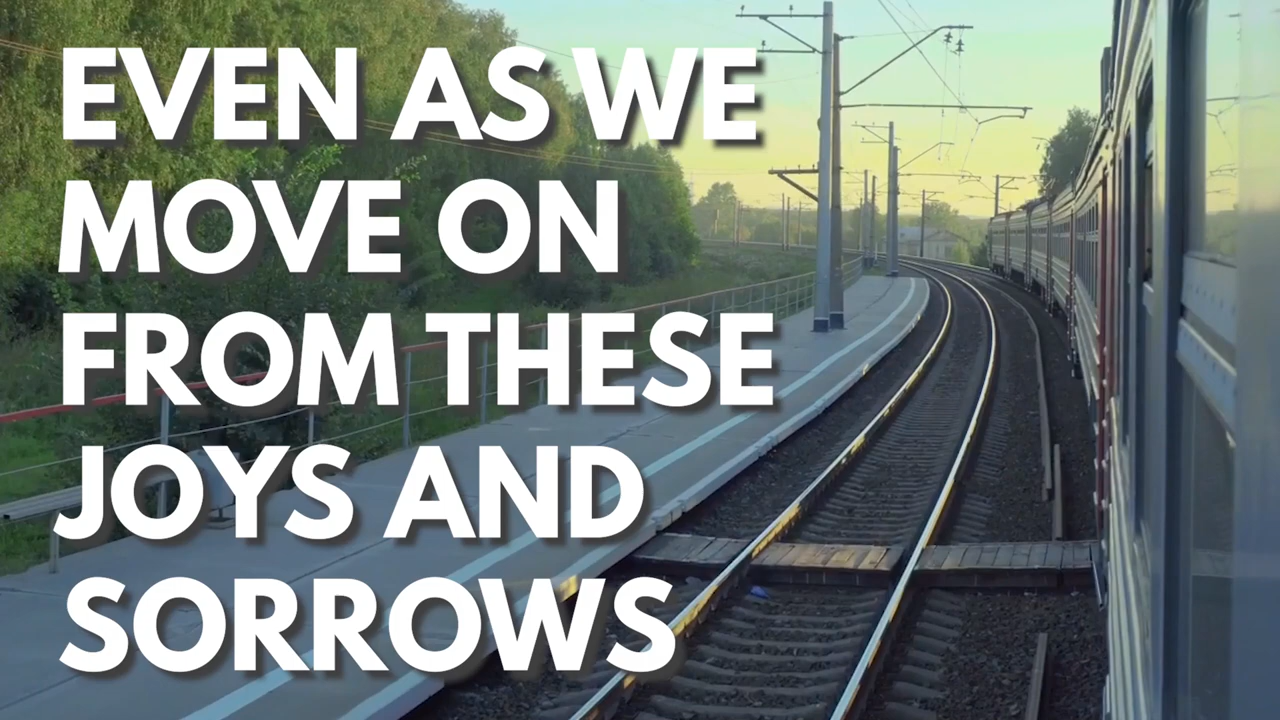 EVEN AS WE
MOVE ON
FROM THESE
JOYS AND
SORROWS